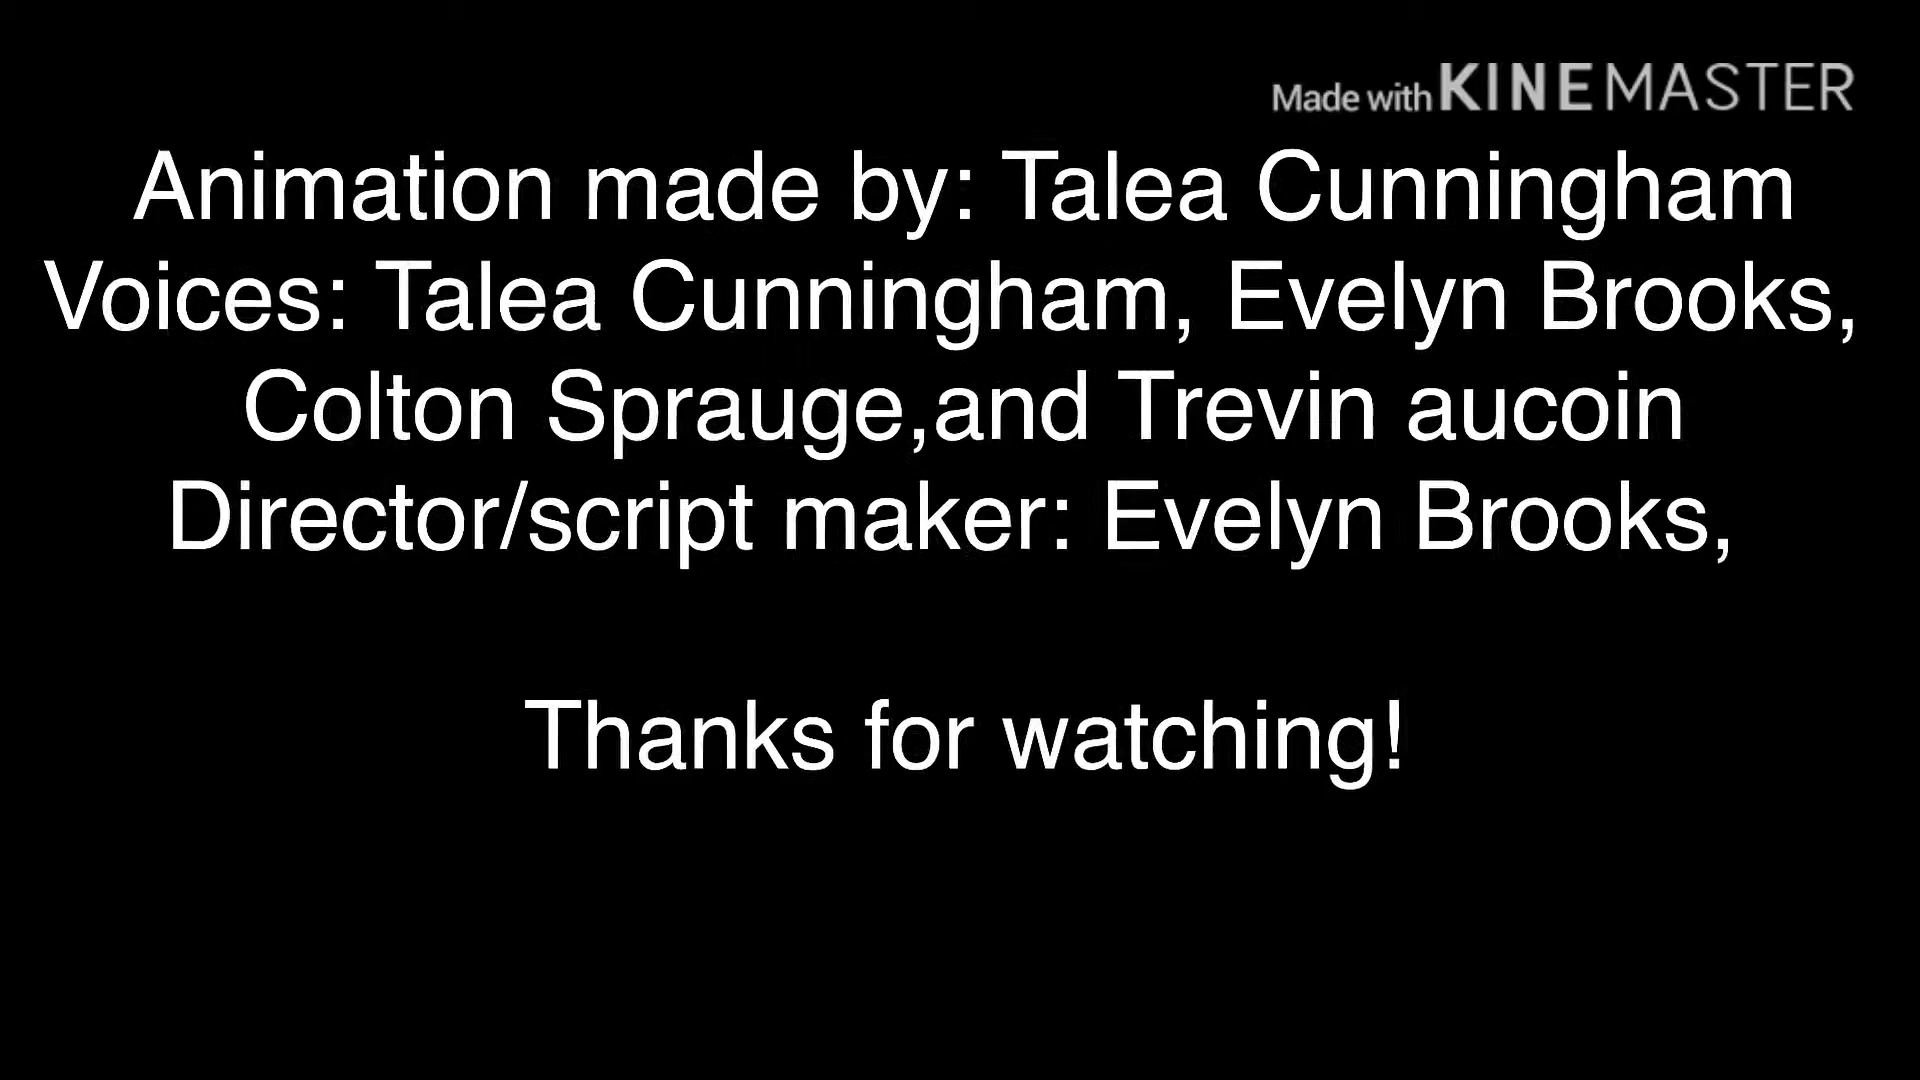 Made with KINEMASTER
Animation made by: Talea Cunningham
Voices: Talea Cunningham, Evelyn Brooks,
Colton Sprauge,and Trevin aucoin
Director/script maker: Evelyn Brooks,
Thanks for watching!